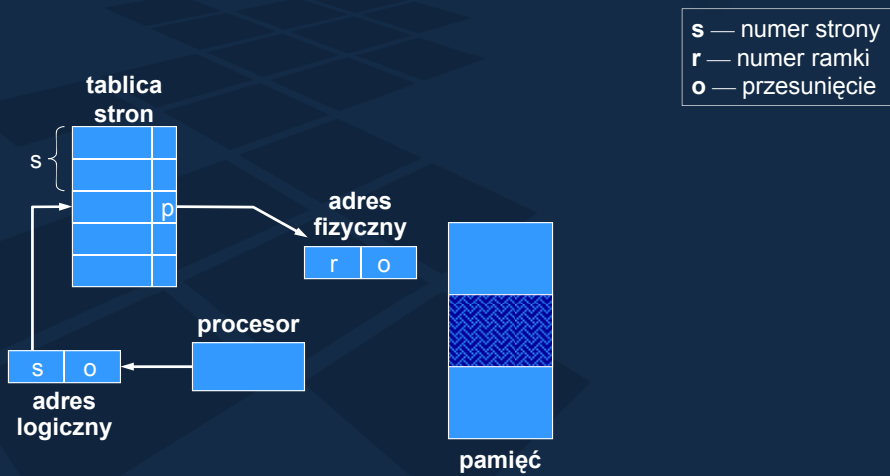 s — numer strony
r — numer ramki
o — przesunięcie
tablica
stron
s
p
adres
fizyczny
r o
procesor
s o
adres
logiczny
pamięć